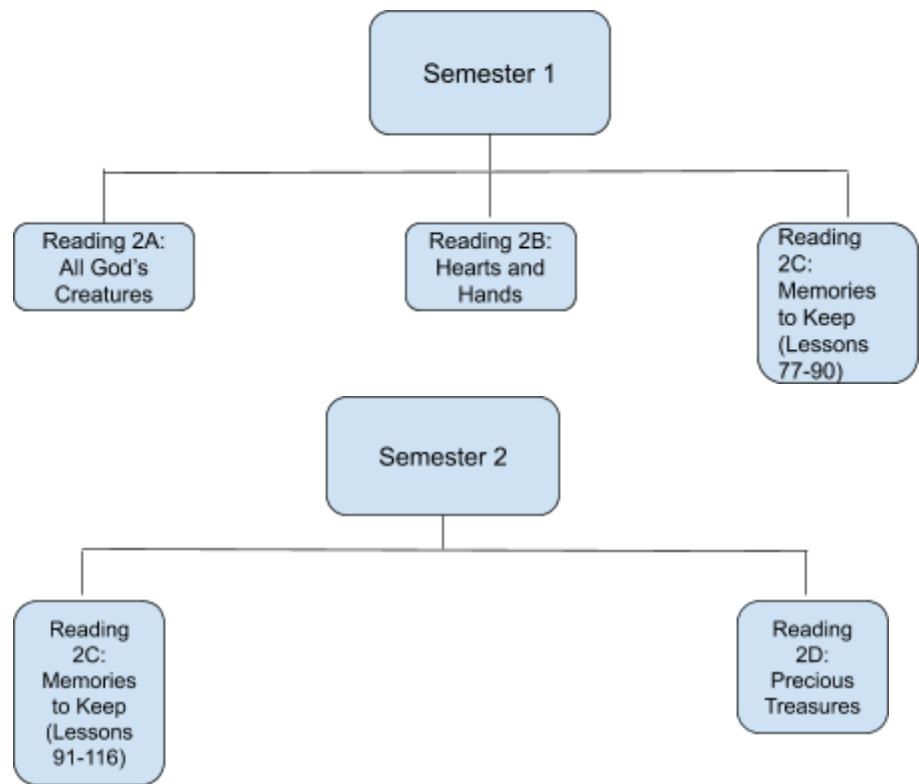 Semester 1
Reading 2A:
All God's
Creatures
Reading 2B:
Hearts and
Hands
Reading
2C:
Memories
to Keep
(Lessons
77-90)
Semester 2
Reading
2C:
Memories
to Keep
(Lessons
91-116)
Reading
2D:
Precious
Treasures